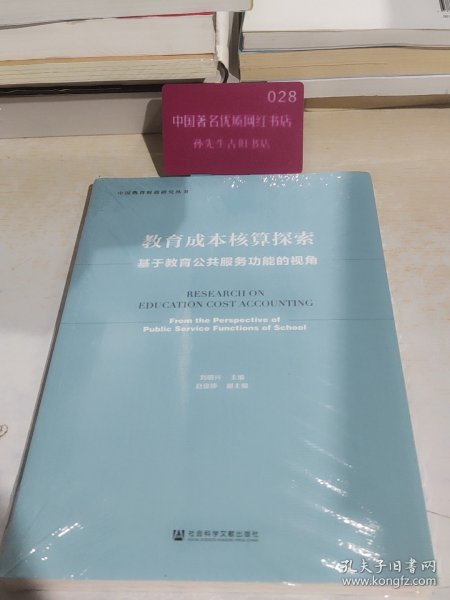 028
中国著名优质网红书店
孙先生古旧书店
中国教育财政研究丛书
教育成本核算探索
基于教育公共服务功能的视角
RESEARCH ON
EDUCATION COST ACCOUNTING
From the Perspective of
Public Service Functions of School
刘明兴 主编
副主编
社会科学文献出版社
孔夫子旧书网
www.kongfz.com